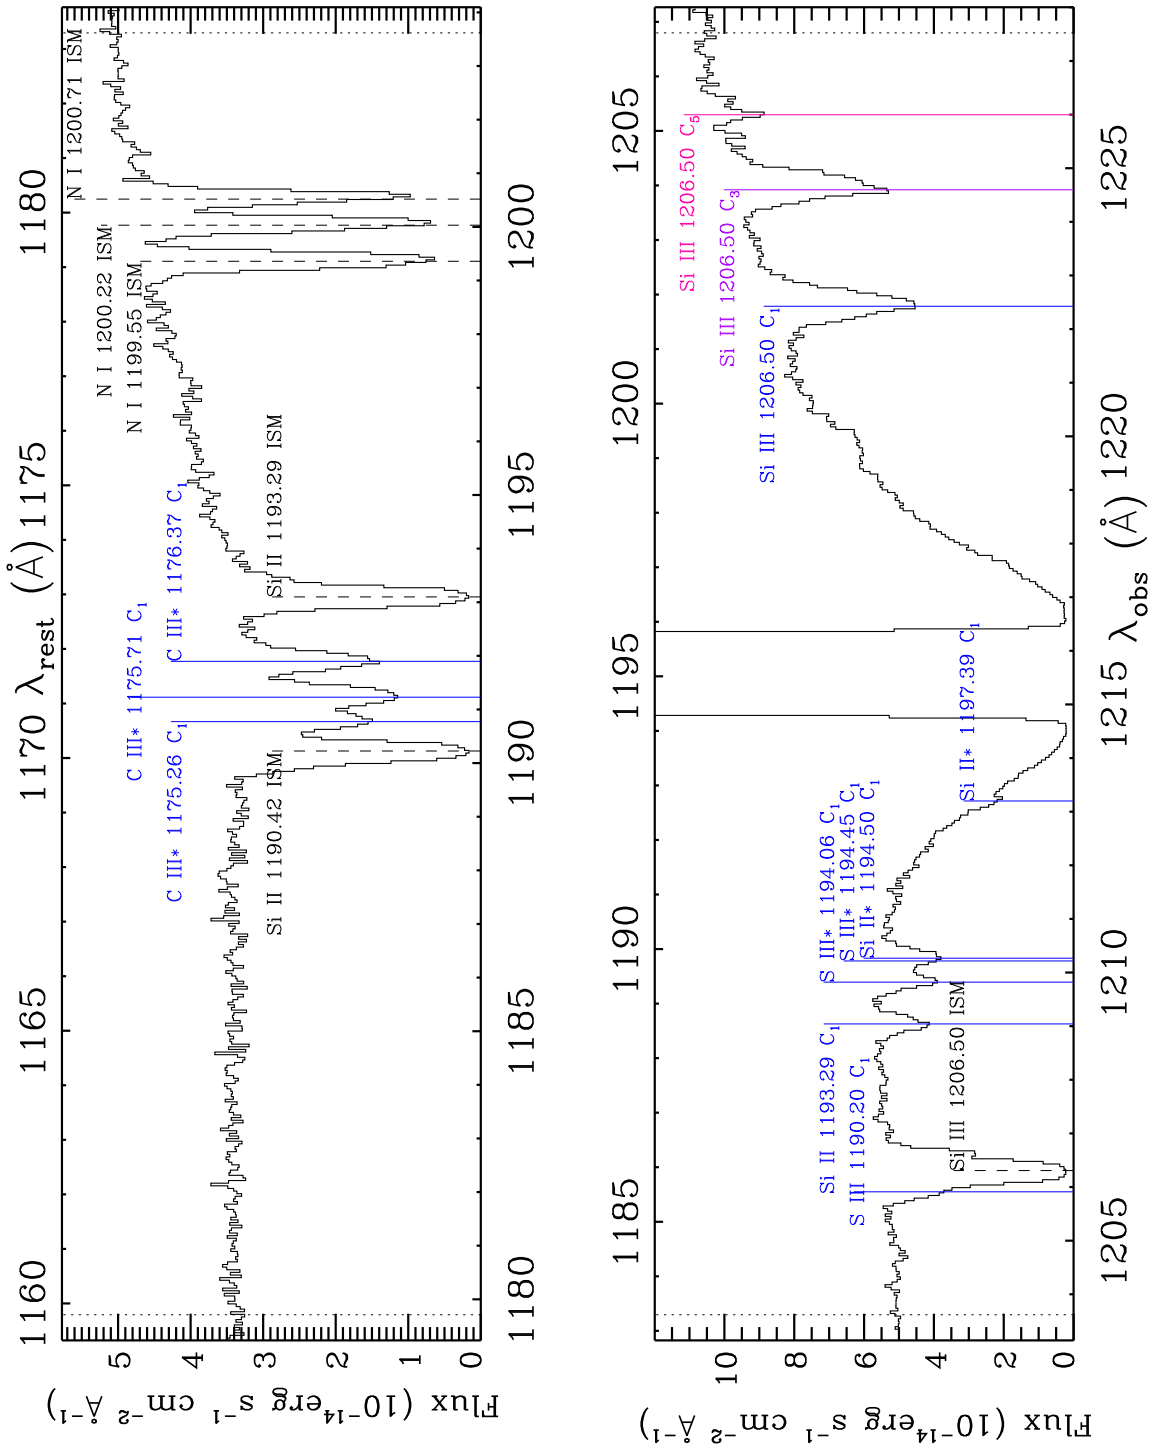 λrest (Å)
1160
1165
1170
1175
1180
Flux (10⁻¹⁴erg s⁻¹ cm⁻² Å⁻¹)
5
4
3
2
1
0
Si II 1190.42 ISM
C III* 1175.26 C₁
C III* 1175.71 C₁
C III* 1176.37 C₁
Si II 1193.29 ISM
N I 1199.55 ISM
N I 1200.22 ISM
N I 1200.71 ISM
1180
1185
1190
1195
1200
1185
1190
1195
1200
1205
Flux (10⁻¹⁴erg s⁻¹ cm⁻² Å⁻¹)
10
8
6
4
2
0
S III 1190.20 C₁
Si III 1206.50 ISM
Si II 1193.29 C₁
S III* 1194.06 C₁
S III* 1194.45 C₁
Si II* 1194.50 C₁
Si II* 1197.39 C₁
Si III 1206.50 C₁
Si III 1206.50 C₃
Si III 1206.50 C₅
1205
1210
1215
1220
1225
λobs (Å)